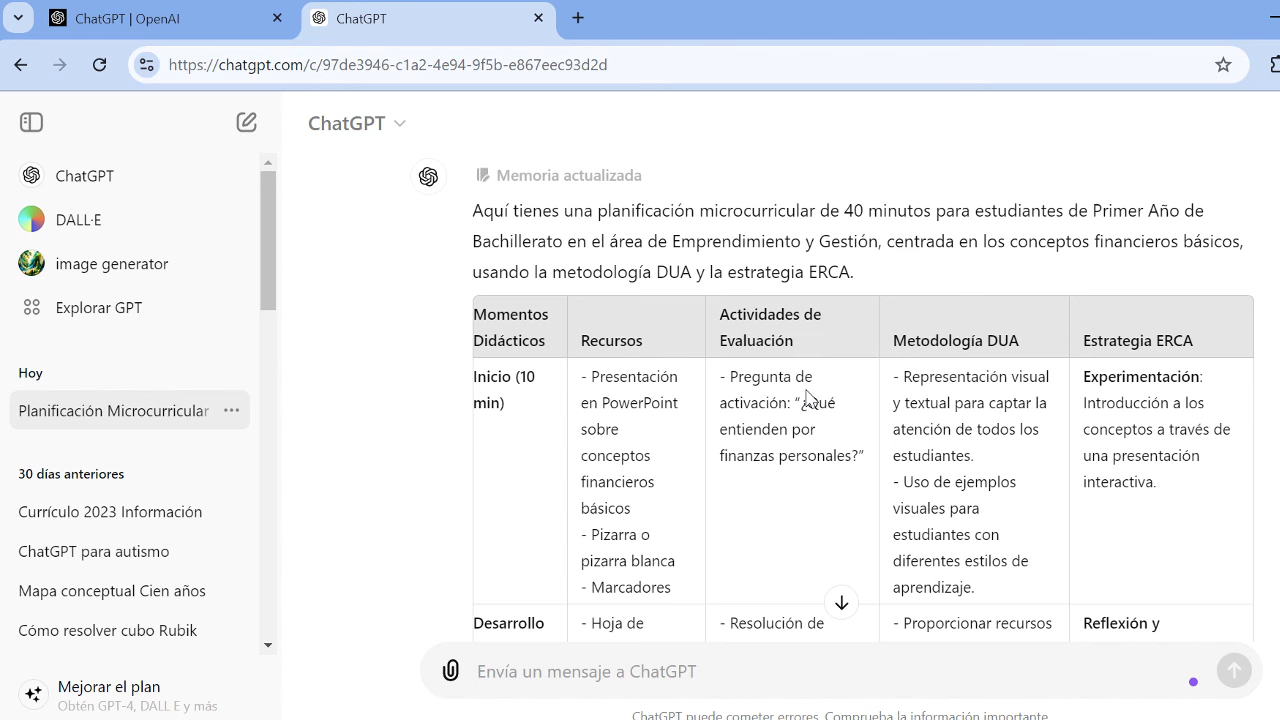 ChatGPT | OpenAI
ChatGPT
https://chatgpt.com/c/97de3946-c1a2-4e94-9f5b-e867eec93d2d
ChatGPT
DALL·E
image generator
Explorar GPT
Hoy
Planificación Microcurricular
30 días anteriores
Currículo 2023 Información
ChatGPT para autismo
Mapa conceptual Cien años
Cómo resolver cubo Rubik
Mejorar el plan
Obtén GPT-4, DALL E y más
ChatGPT
Memoria actualizada
Aquí tienes una planificación microcurricular de 40 minutos para estudiantes de Primer Año de
Bachillerato en el área de Emprendimiento y Gestión, centrada en los conceptos financieros básicos,
usando la metodología DUA y la estrategia ERCA.
Momentos
Didácticos
Recursos
Actividades de
Evaluación
Metodología DUA
Estrategia ERCA
Inicio (10
min)
- Presentación
en PowerPoint
sobre
conceptos
financieros
básicos
- Pizarra o
pizarra blanca
- Marcadores
- Pregunta de
activación: “¿Qué
entienden por
finanzas personales?”
- Representación visual
y textual para captar la
atención de todos los
estudiantes.
- Uso de ejemplos
visuales para
estudiantes con
diferentes estilos de
aprendizaje.
Experimentación:
Introducción a los
conceptos a través de
una presentación
interactiva.
Desarrollo
- Hoja de
- Resolución de
- Proporcionar recursos
Reflexión y
Envía un mensaje a ChatGPT
ChatGPT puede cometer errores. Comprueba la información importante.